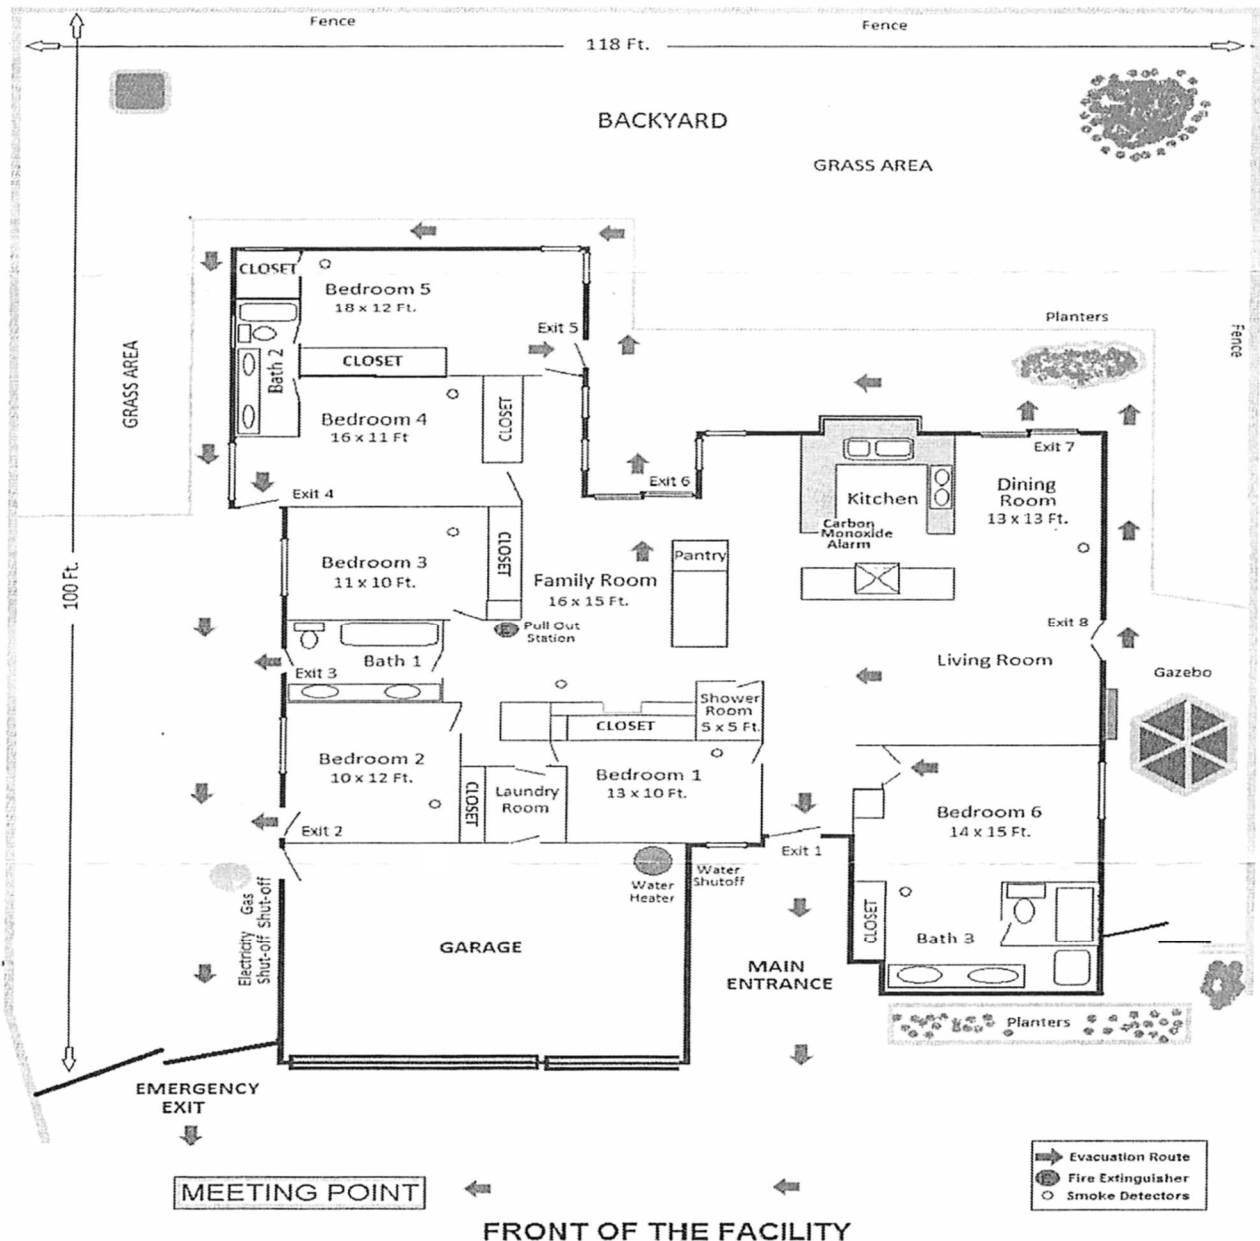 Fence
Fence
118 Ft.
BACKYARD
GRASS AREA
CLOSET
Bedroom 5
18 x 12 Ft.
Exit 5
Planters
Fence
GRASS AREA
Bath 2
CLOSET
Bedroom 4
16 x 11 Ft
CLOSET
Exit 7
Exit 6
Exit 4
Kitchen
Dining
Room
13 x 13 Ft.
Carbon
Monoxide
Alarm
100 Ft.
Bedroom 3
11 x 10 Ft.
CLOSET
Family Room
16 x 15 Ft.
Pantry
Pull Out
Station
Exit 8
Bath 1
Exit 3
Living Room
Gazebo
Shower
Room
5 x 5 Ft.
CLOSET
Bedroom 2
10 x 12 Ft.
CLOSET
Laundry
Room
Bedroom 1
13 x 10 Ft.
Bedroom 6
14 x 15 Ft.
Exit 2
Exit 1
Water
Heater
Water
Shutoff
Electricity Gas
Shut-off Shut-off
GARAGE
CLOSET
Bath 3
MAIN
ENTRANCE
Planters
EMERGENCY
EXIT
Evacuation Route
Fire Extinguisher
Smoke Detectors
MEETING POINT
FRONT OF THE FACILITY